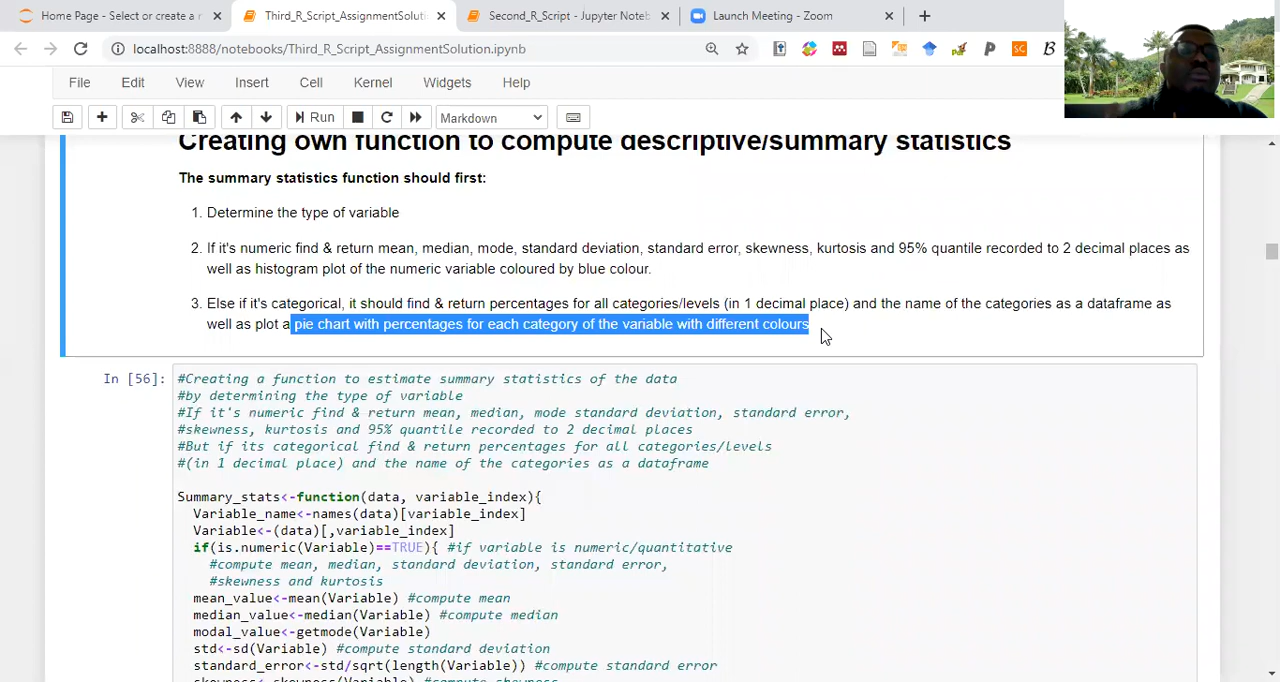 Home Page - Select or create a n
Third_R_Script_AssignmentSolutio
Second_R_Script - Jupyter Noteb
Launch Meeting - Zoom
localhost:8888/notebooks/Third_R_Script_AssignmentSolution.ipynb
File Edit View Insert Cell Kernel Widgets Help
Run Markdown
Creating own function to compute descriptive/summary statistics
The summary statistics function should first:
1. Determine the type of variable
2. If it's numeric find & return mean, median, mode, standard deviation, standard error, skewness, kurtosis and 95% quantile recorded to 2 decimal places as
well as histogram plot of the numeric variable coloured by blue colour.
3. Else if it's categorical, it should find & return percentages for all categories/levels (in 1 decimal place) and the name of the categories as a dataframe as
well as plot a pie chart with percentages for each category of the variable with different colours
In [56]:
#Creating a function to estimate summary statistics of the data
#by determining the type of variable
#If it's numeric find & return mean, median, mode standard deviation, standard error,
#skewness, kurtosis and 95% quantile recorded to 2 decimal places
#But if its categorical find & return percentages for all categories/levels
#(in 1 decimal place) and the name of the categories as a dataframe
Summary_stats<-function(data, variable_index){
Variable_name<-names(data)[variable_index]
Variable<-(data)[,variable_index]
if(is.numeric(Variable)==TRUE){ #if variable is numeric/quantitative
#compute mean, median, standard deviation, standard error,
#skewness and kurtosis
mean_value<-mean(Variable) #compute mean
median_value<-median(Variable) #compute median
modal_value<-getmode(Variable)
std<-sd(Variable) #compute standard deviation
standard_error<-std/sqrt(length(Variable)) #compute standard error
skewness<-skewness(Variable) #compute skewness